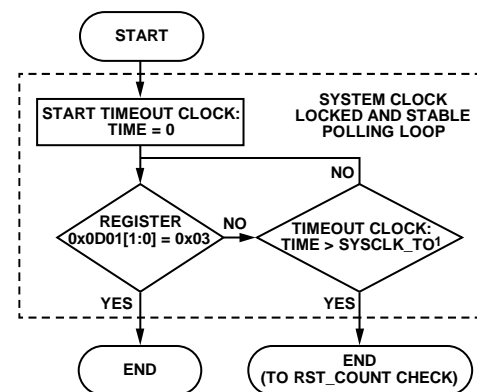 START
START TIMEOUT CLOCK:
TIME = 0
SYSTEM CLOCK
LOCKED AND STABLE
POLLING LOOP
NO
REGISTER
0x0D01[1:0] = 0x03
NO
TIMEOUT CLOCK:
TIME > SYSCLK_TO¹
YES
YES
END
END
(TO RST_COUNT CHECK)